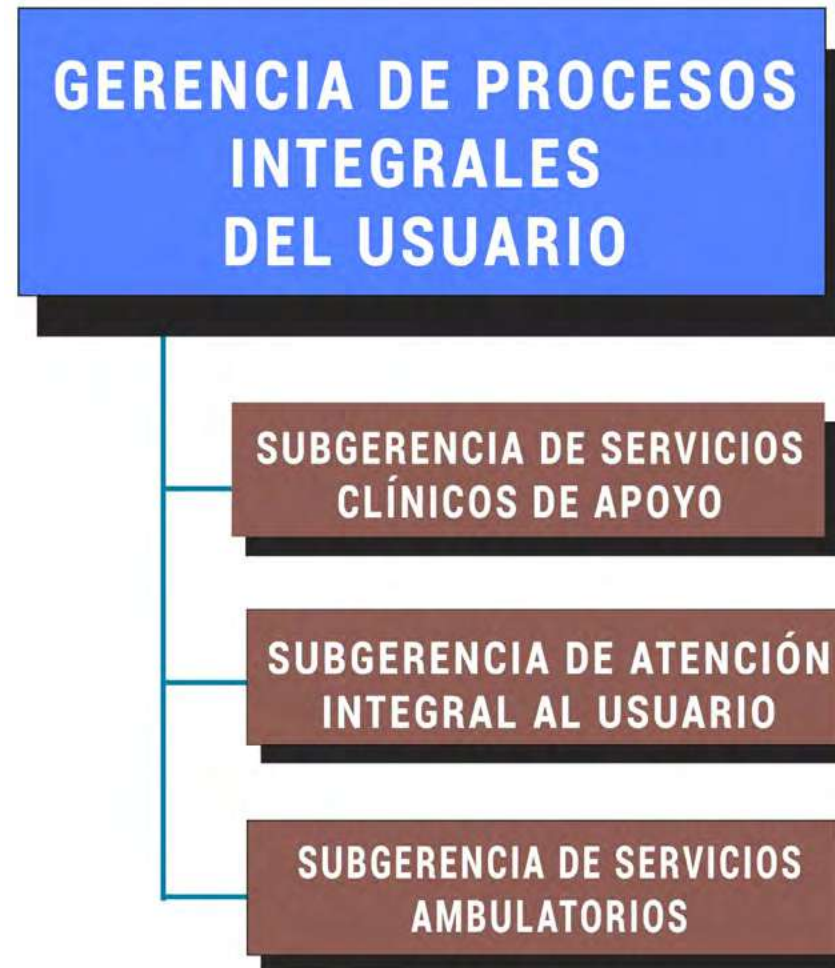 GERENCIA DE PROCESOS
INTEGRALES
DEL USUARIO
SUBGERENCIA DE SERVICIOS
CLÍNICOS DE APOYO
SUBGERENCIA DE ATENCIÓN
INTEGRAL AL USUARIO
SUBGERENCIA DE SERVICIOS
AMBULATORIOS